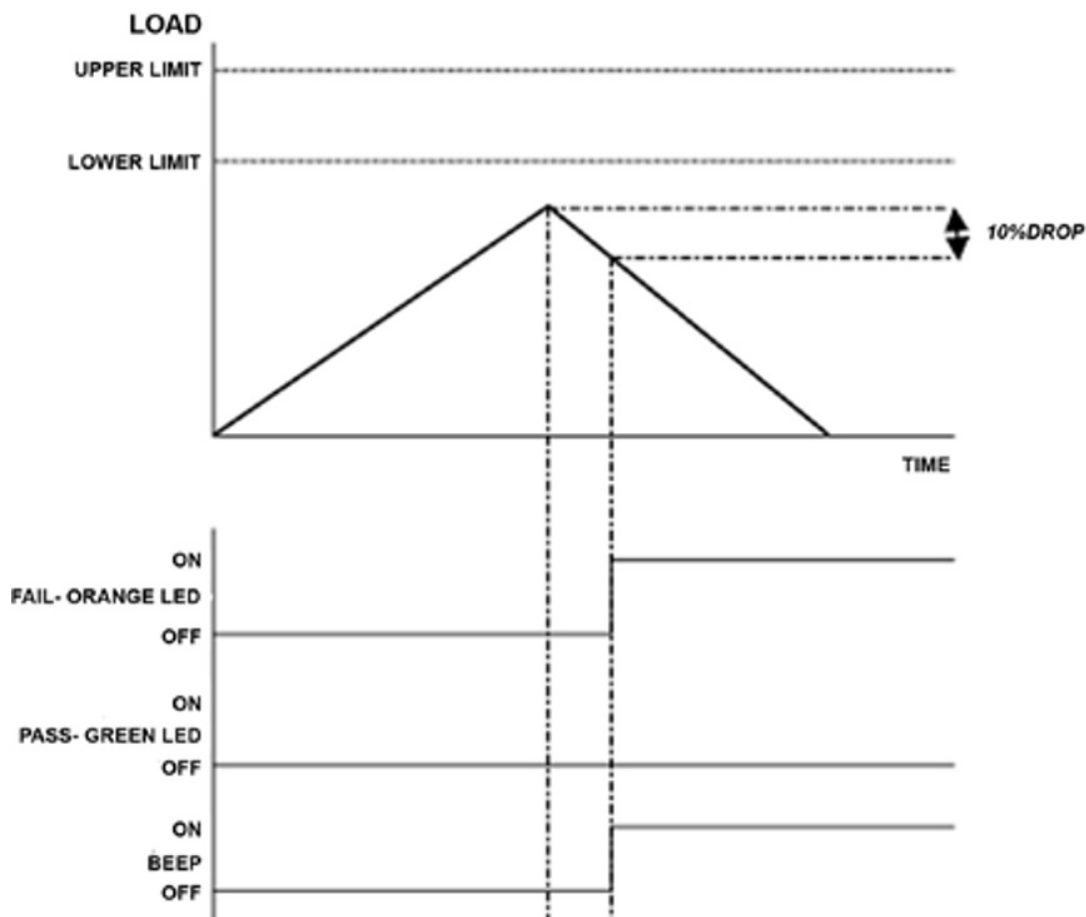 LOAD
UPPER LIMIT
LOWER LIMIT
10%DROP
TIME
ON
FAIL- ORANGE LED
OFF
ON
PASS- GREEN LED
OFF
ON
BEEP
OFF